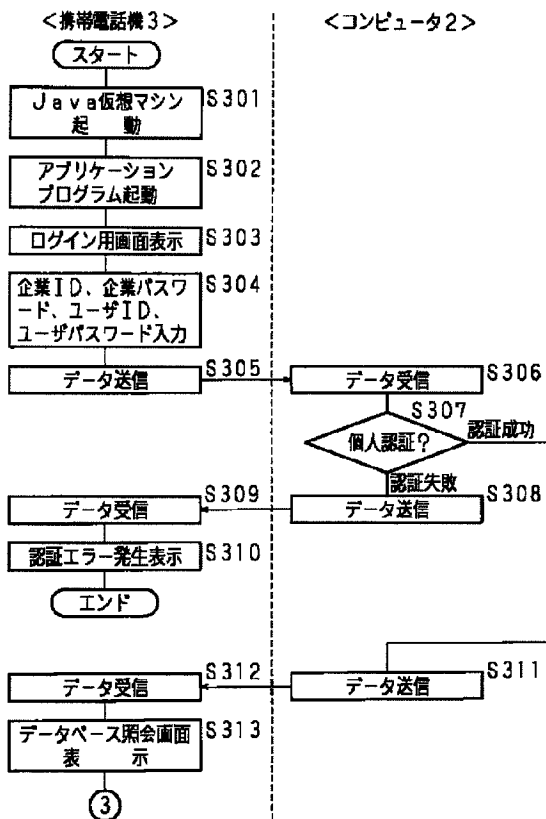 <携帯電話機3>
<コンピュータ2>
スタート
Java仮想マシン
起 動
S301
アプリケーション
プログラム起動
S302
ログイン用画面表示
S303
企業ID、企業パスワ
ード、ユーザID、
ユーザパスワード入力
S304
データ送信
S305
データ受信
S306
個人認証?
S307
認証成功
認証失敗
データ送信
S308
データ受信
S309
認証エラー発生表示
S310
エンド
データ送信
S311
データ受信
S312
データベース照会画面
表 示
S313
3